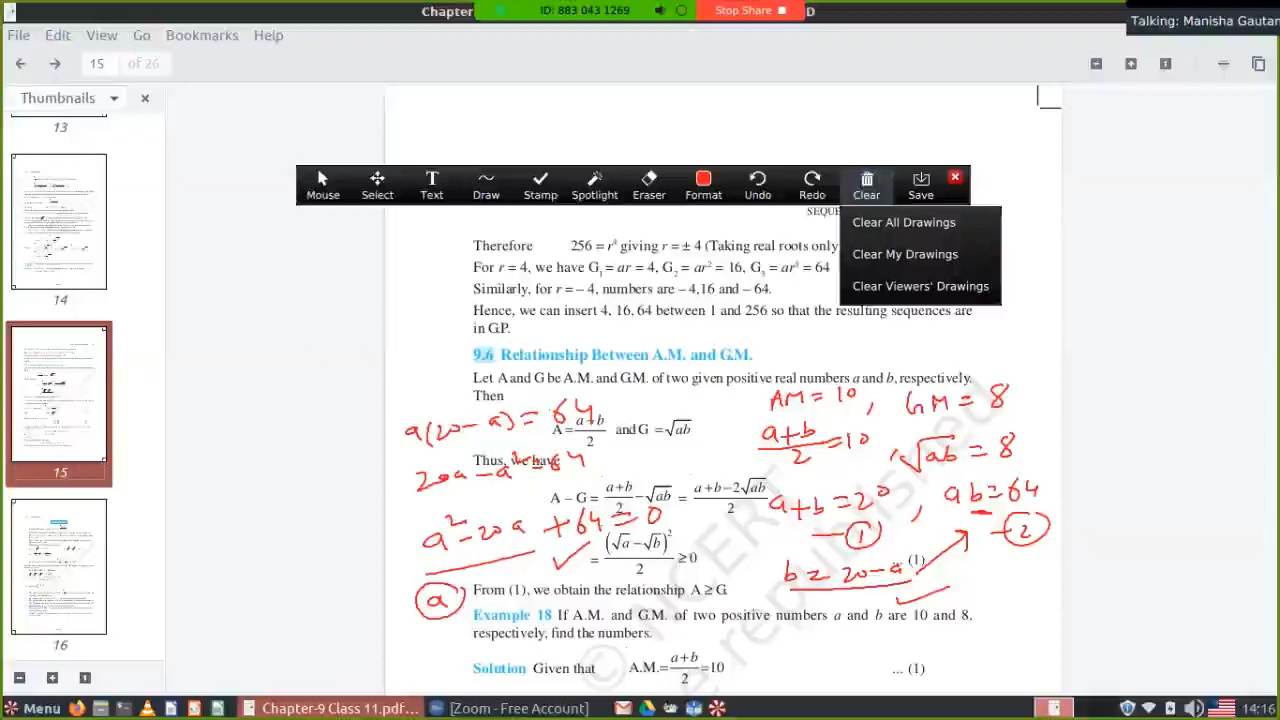 Chapter
ID: 883 043 1269
Stop Share
D
Talking: Manisha Gautan
File Edit View Go Bookmarks Help
15 of 26
Thumbnails
13
14
15
16
Mouse Select Text Draw Stamp Spotlight Eraser Format Undo Redo Clear Save
Clear All Drawings
Clear My Drawings
Clear Viewers' Drawings
SEQUE
Therefore 256 = r⁴ giving r = ± 4 (Taking real roots only
For r = 4, we have G₁ = ar = 4, G₂ = ar² = 16, G₃ = ar³ = 64
Similarly, for r = – 4, numbers are – 4,16 and – 64.
Hence, we can insert 4, 16, 64 between 1 and 256 so that the resulting sequences are
in G.P.
9.6 Relationship Between A.M. and G.M.
Let A and G be A.M. and G.M. of two given positive real numbers a and b, respectively.
Then
A = (a+b)/2 and G = √ab
Thus, we have
A – G = (a+b)/2 – √ab = (a+b–2√ab)/2
= (√a–√b)²/2 ≥ 0 (1)
From (1), we obtain the relationship A ≥ G.
Example 18 If A.M. and G.M. of two positive numbers a and b are 10 and 8,
respectively, find the numbers.
Solution Given that A.M. = (a+b)/2 = 10 ... (1)
AM = 10 , GM = 8
(a+b)/2 = 10 , √ab = 8
a+b = 20 , ab = 64
– ① – ②
b = 20–a
a(20–a) = 64
20a – a² = 64
a² – 20a + 64 = 0
a
Menu
Chapter-9 Class 11.pdf...
[Zoom - Free Account]
14:16